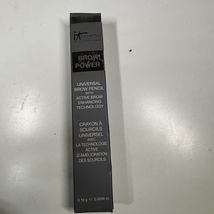 it
BROW
POWER
UNIVERSAL
BROW PENCIL
WITH
ACTIVE BROW
ENHANCING
TECHNOLOGY
CRAYON À
SOURCILS
UNIVERSEL
AVEC
LA TECHNOLOGIE
ACTIVE
D'AMÉLIORATION
DES SOURCILS